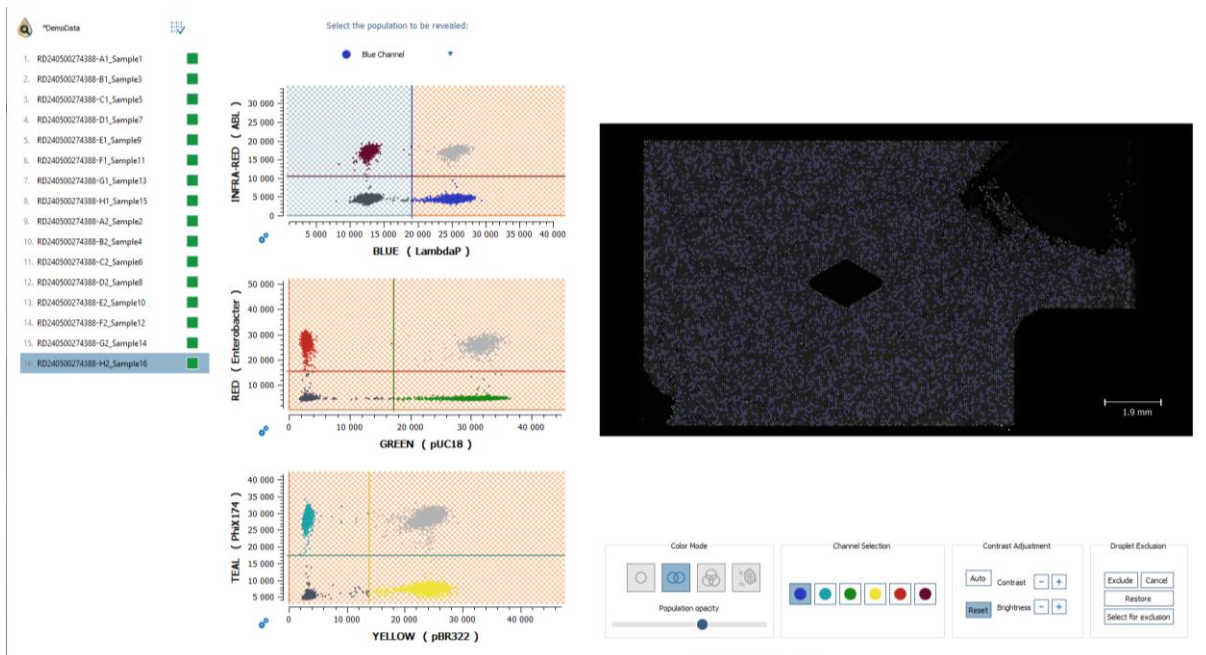 *DemoData
1. RD240500274388-A1_Sample1
2. RD240500274388-B1_Sample3
3. RD240500274388-C1_Sample5
4. RD240500274388-D1_Sample7
5. RD240500274388-E1_Sample9
6. RD240500274388-F1_Sample11
7. RD240500274388-G1_Sample13
8. RD240500274388-H1_Sample15
9. RD240500274388-A2_Sample2
10. RD240500274388-B2_Sample4
11. RD240500274388-C2_Sample6
12. RD240500274388-D2_Sample8
13. RD240500274388-E2_Sample10
14. RD240500274388-F2_Sample12
15. RD240500274388-G2_Sample14
16. RD240500274388-H2_Sample16
Select the population to be revealed:
Blue Channel
INFRA-RED ( ABL )
30 000
25 000
20 000
15 000
10 000
5 000
0
5 000 10 000 15 000 20 000 25 000 30 000 35 000 40 000
BLUE ( LambdaP )
RED ( Enterobacter )
50 000
40 000
30 000
20 000
10 000
0 10 000 20 000 30 000 40 000
GREEN ( pUC18 )
TEAL ( PhiX174 )
40 000
35 000
30 000
25 000
20 000
15 000
10 000
5 000
0 10 000 20 000 30 000 40 000
YELLOW ( pBR322 )
1.9 mm
Color Mode
Population opacity
Channel Selection
Contrast Adjustment
Auto Contrast − +
Reset Brightness − +
Droplet Exclusion
Exclude Cancel
Restore
Select for exclusion